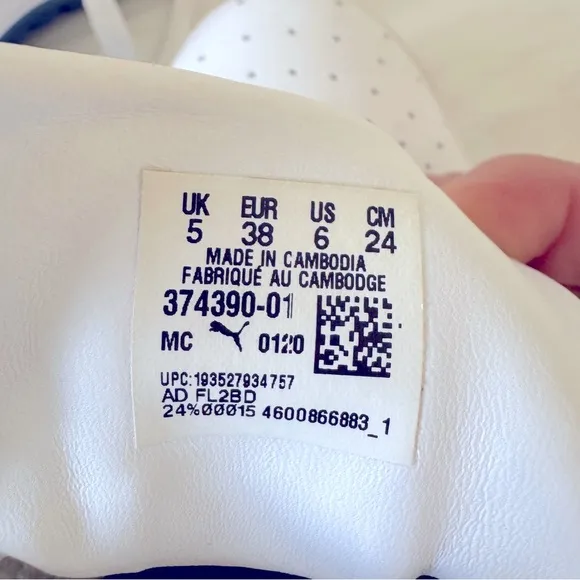 UK EUR US CM
5 38 6 24
MADE IN CAMBODIA
FABRIQUÉ AU CAMBODGE
374390-01
MC 0120
UPC:193527934757
AD FL2BD
24%00015 4600866883_1